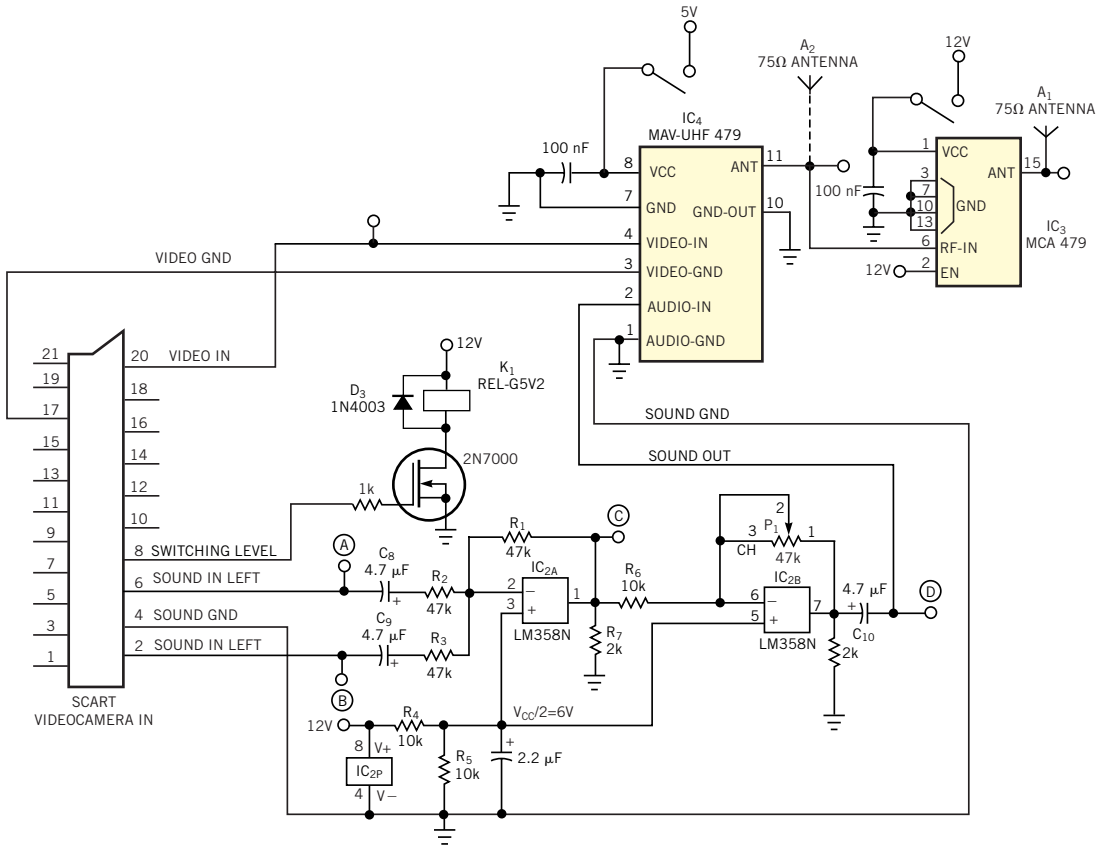 5V
12V
A2
75Ω ANTENNA
A1
75Ω ANTENNA
IC4
MAV-UHF 479
100 nF
8 VCC
ANT 11
7 GND
GND-OUT 10
4 VIDEO-IN
3 VIDEO-GND
2 AUDIO-IN
1 AUDIO-GND
100 nF
1 VCC
ANT 15
3
7
10
13
GND
6 RF-IN
2 EN
12V
IC3
MCA 479
VIDEO GND
21
19
17
15
13
11
9
7
5
3
1
20 VIDEO IN
18
16
14
12
10
8 SWITCHING LEVEL
6 SOUND IN LEFT
4 SOUND GND
2 SOUND IN LEFT
SCART
VIDEOCAMERA IN
12V
K1
REL-G5V2
D3
1N4003
2N7000
1k
SOUND GND
SOUND OUT
A
C8
4.7 µF
+
R2
47k
B
C9
4.7 µF
+
R3
47k
R1
47k
C
IC2A
2 −
3 +
1
LM358N
R6
10k
R7
2k
2
P1
3
1
CH
47k
IC2B
6 −
5 +
7
LM358N
4.7 µF
+
C10
D
2k
12V
R4
10k
VCC/2=6V
R5
10k
+
2.2 µF
8 V+
IC2P
4 V−